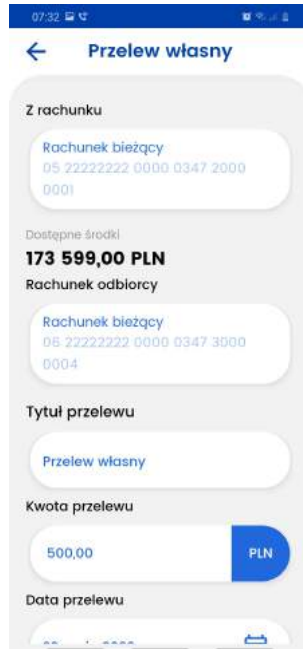 07:32
Przelew własny
Z rachunku
Rachunek bieżący
05 22222222 0000 0347 2000
0001
Dostępne środki
173 599,00 PLN
Rachunek odbiorcy
Rachunek bieżący
06 22222222 0000 0347 3000
0004
Tytuł przelewu
Przelew własny
Kwota przelewu
500,00 PLN
Data przelewu